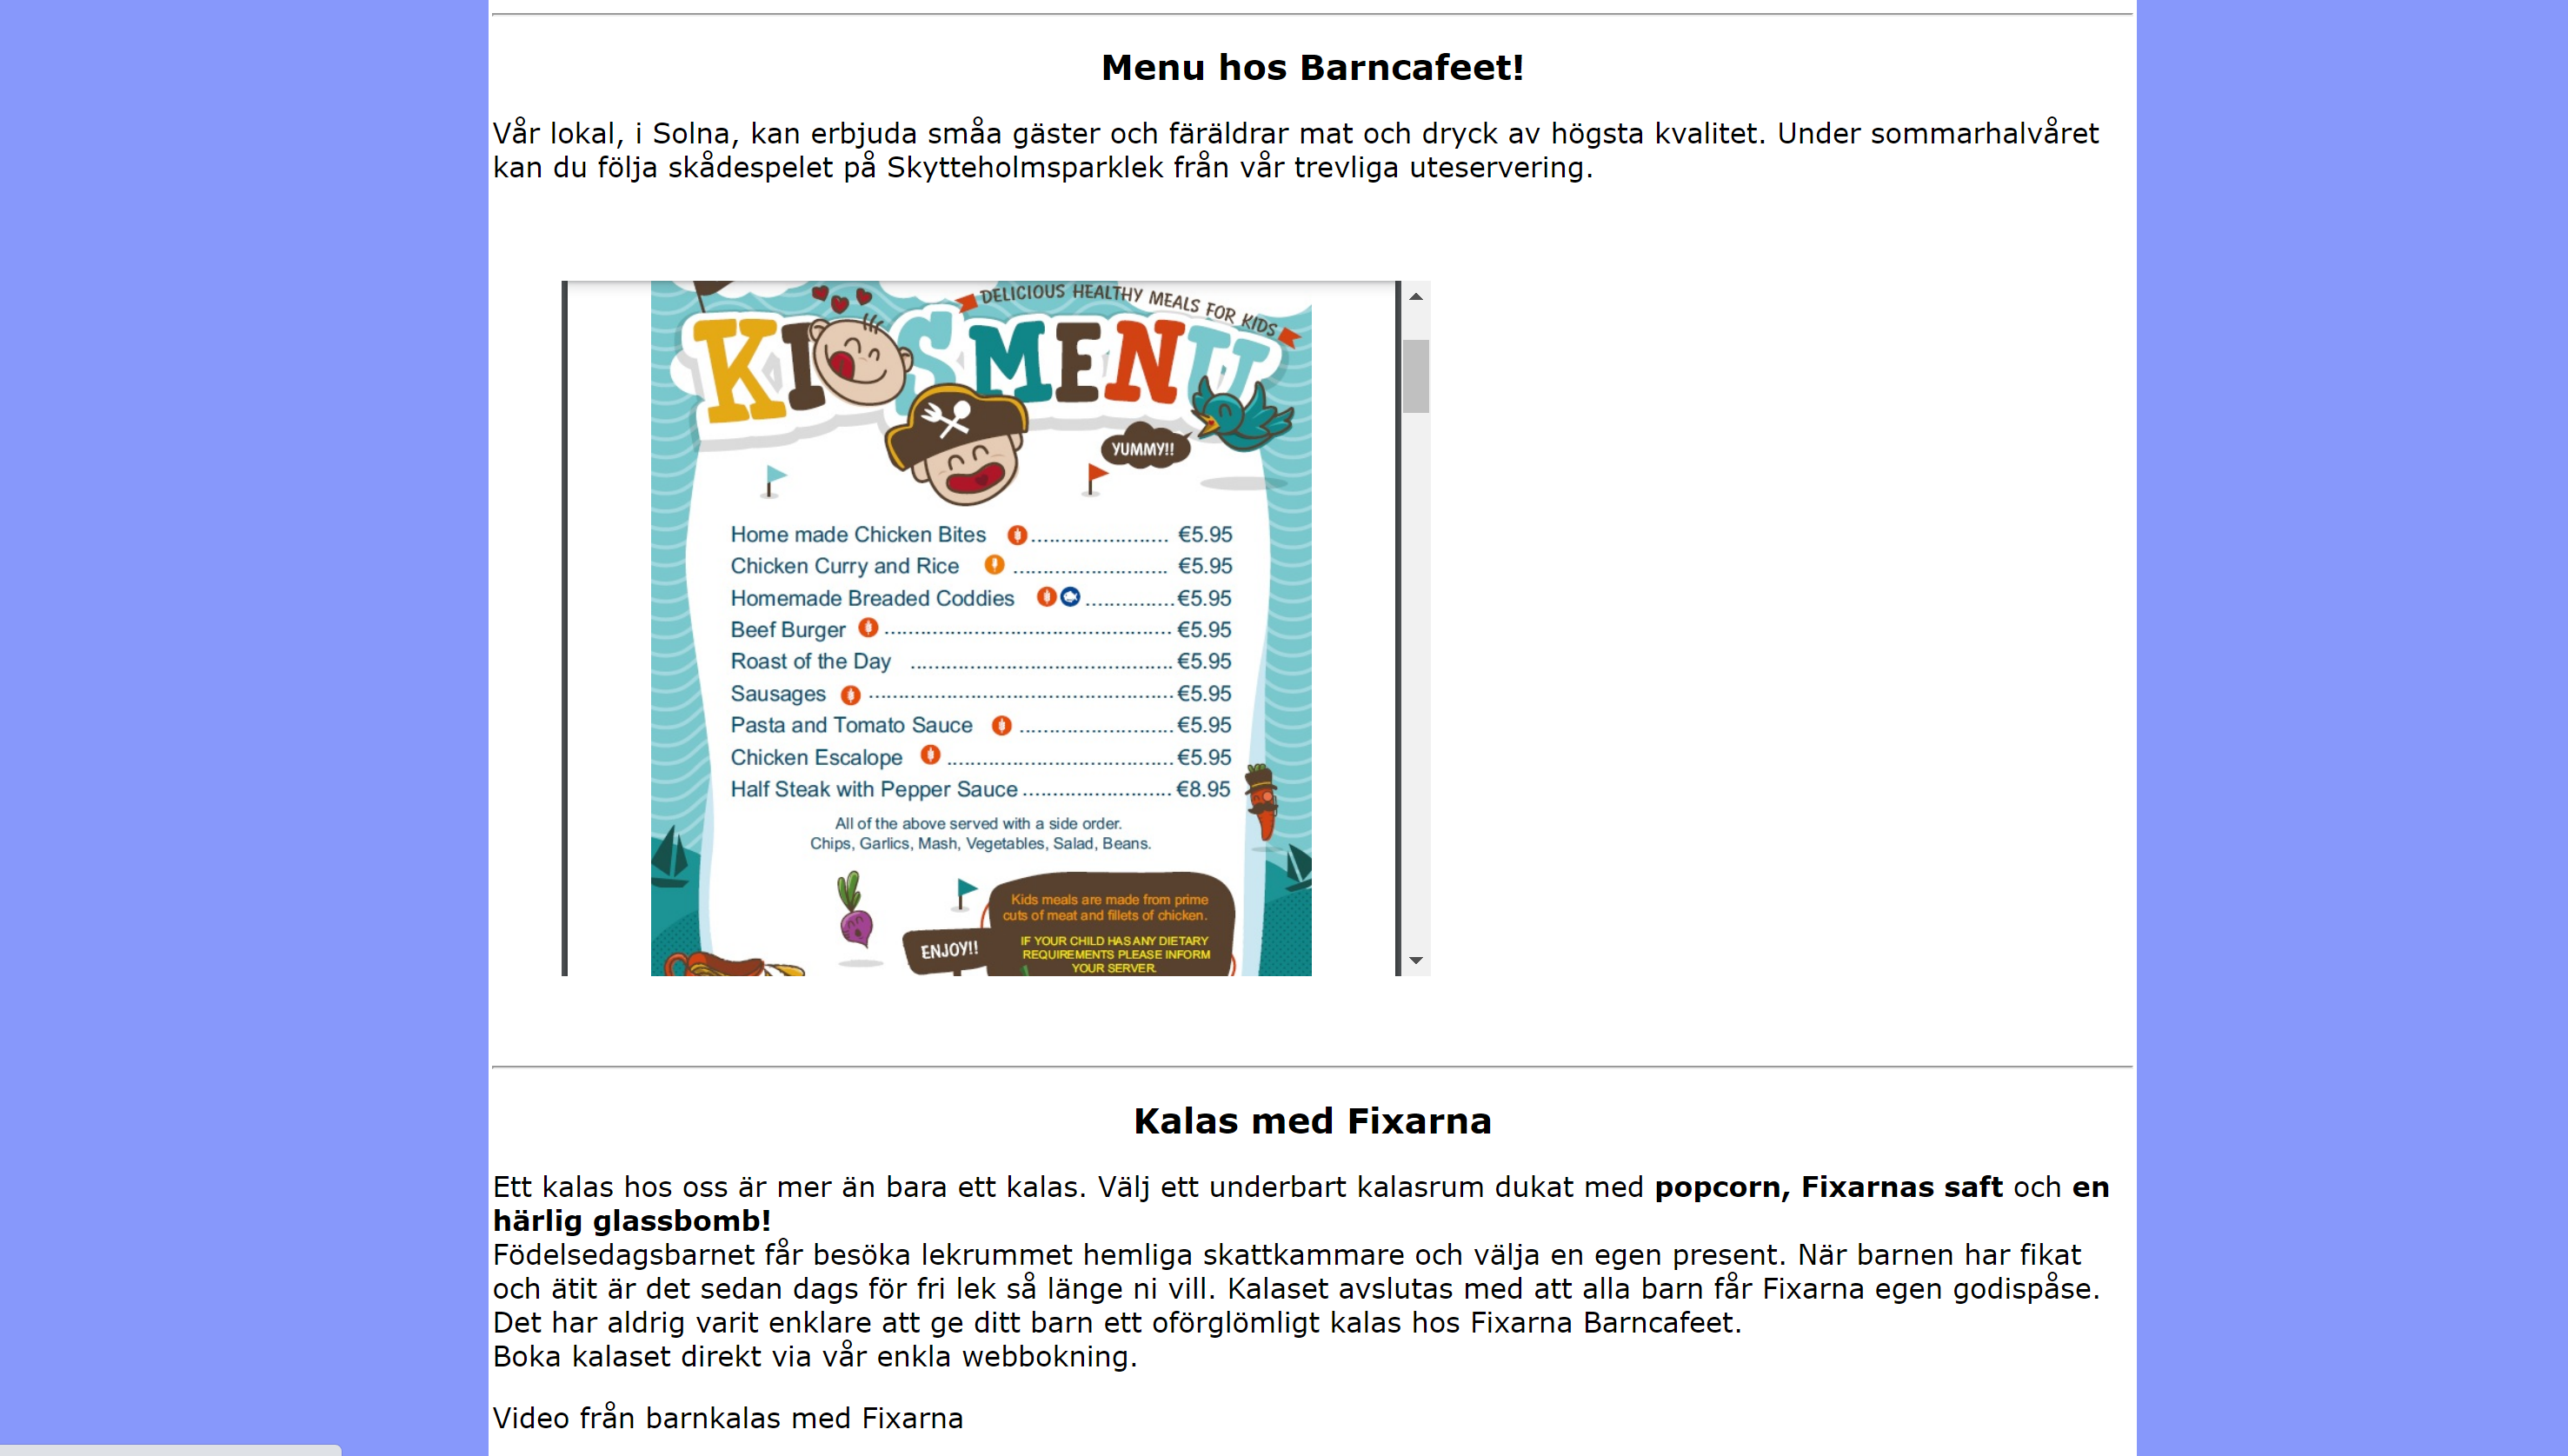 Menu hos Barncafeet!
Vår lokal, i Solna, kan erbjuda småa gäster och färäldrar mat och dryck av högsta kvalitet. Under sommarhalvåret
kan du följa skådespelet på Skytteholmsparklek från vår trevliga uteservering.
DELICIOUS HEALTHY MEALS FOR KIDS
KIDS MENU
YUMMY!!
Home made Chicken Bites ....................... €5.95
Chicken Curry and Rice .......................... €5.95
Homemade Breaded Coddies ...............€5.95
Beef Burger ................................................ €5.95
Roast of the Day ............................................ €5.95
Sausages ................................................... €5.95
Pasta and Tomato Sauce .......................... €5.95
Chicken Escalope ...................................... €5.95
Half Steak with Pepper Sauce ......................... €8.95
All of the above served with a side order.
Chips, Garlics, Mash, Vegetables, Salad, Beans.
Kids meals are made from prime
cuts of meat and fillets of chicken.
ENJOY!!
IF YOUR CHILD HAS ANY DIETARY
REQUIREMENTS PLEASE INFORM
YOUR SERVER.
Kalas med Fixarna
Ett kalas hos oss är mer än bara ett kalas. Välj ett underbart kalasrum dukat med popcorn, Fixarnas saft och en
härlig glassbomb!
Födelsedagsbarnet får besöka lekrummet hemliga skattkammare och välja en egen present. När barnen har fikat
och ätit är det sedan dags för fri lek så länge ni vill. Kalaset avslutas med att alla barn får Fixarna egen godispåse.
Det har aldrig varit enklare att ge ditt barn ett oförglömligt kalas hos Fixarna Barncafeet.
Boka kalaset direkt via vår enkla webbokning.
Video från barnkalas med Fixarna